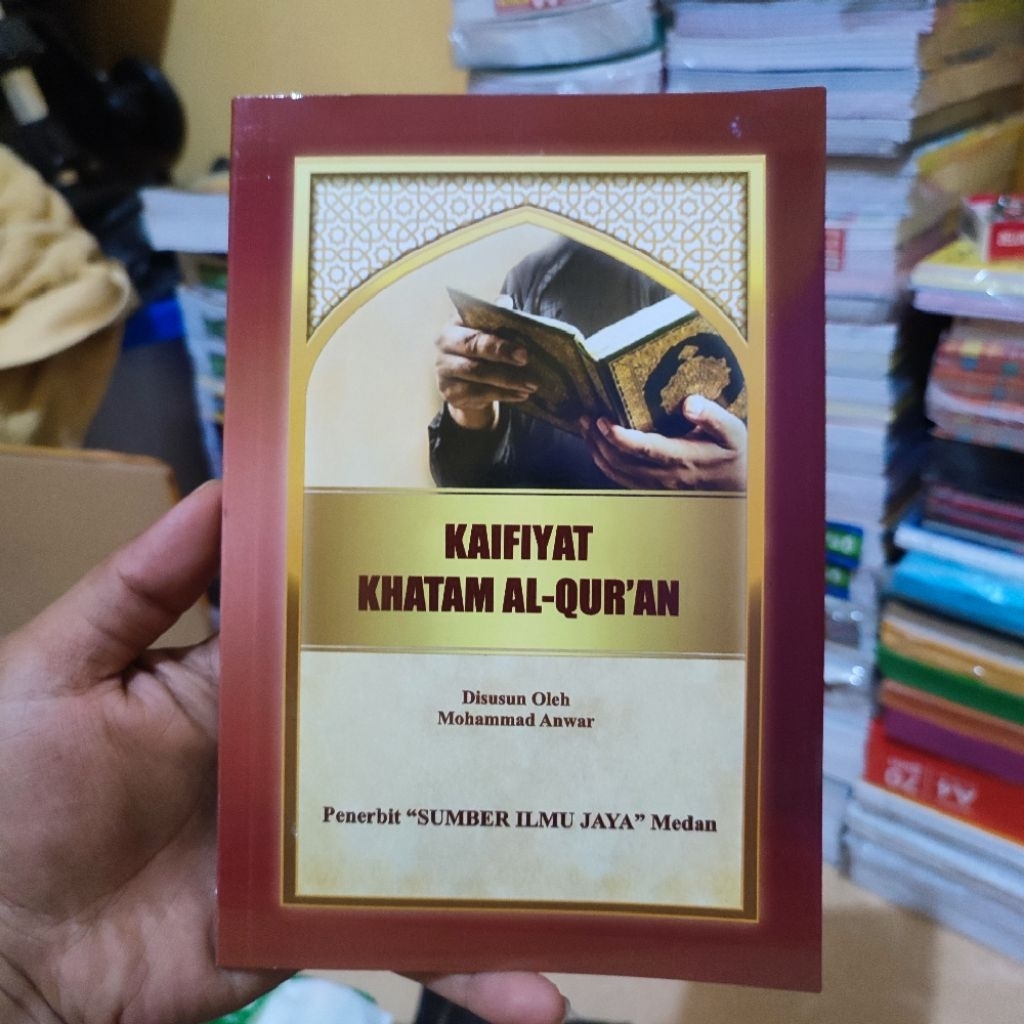 KAIFIYAT
KHATAM AL-QUR'AN
Disusun Oleh
Mohammad Anwar
Penerbit “SUMBER ILMU JAYA” Medan